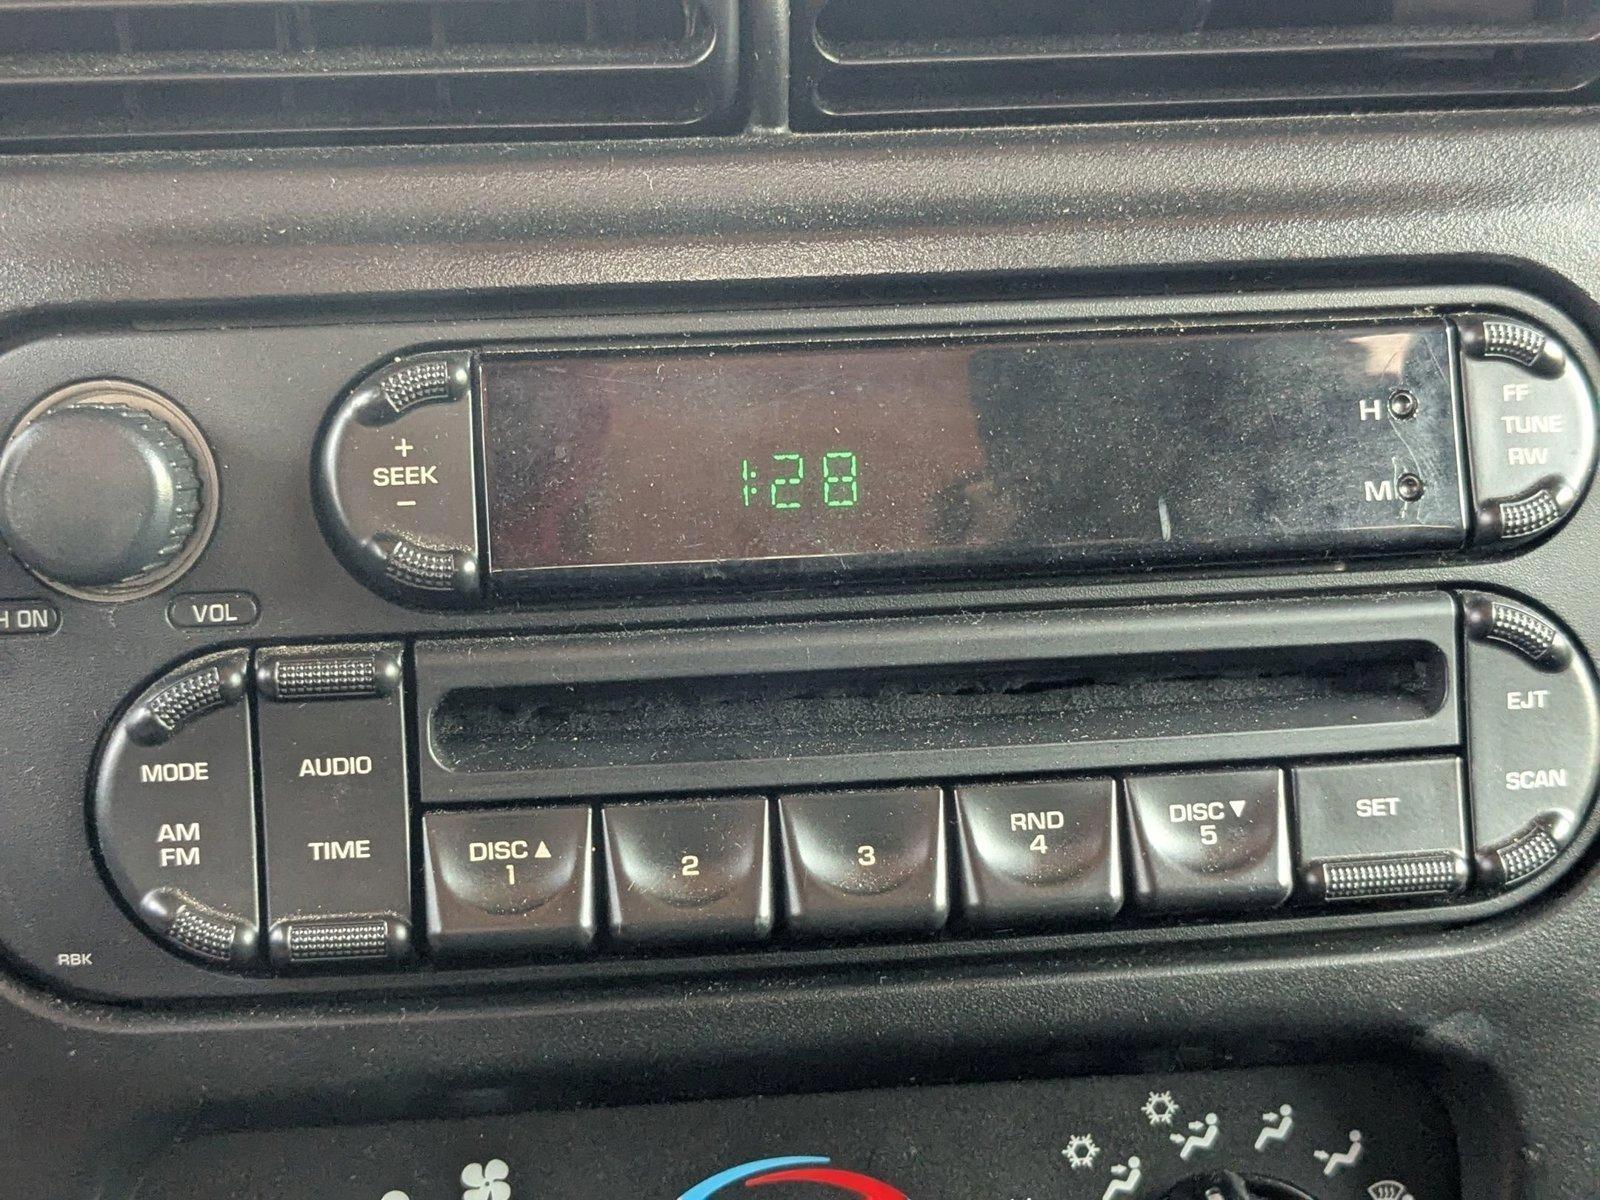 1:28
H
M
+
SEEK
-
FF
TUNE
RW
H ON
VOL
MODE
AM
FM
AUDIO
TIME
DISC ▲
1
2
3
RND
4
DISC ▼
5
SET
EJT
SCAN
RBK